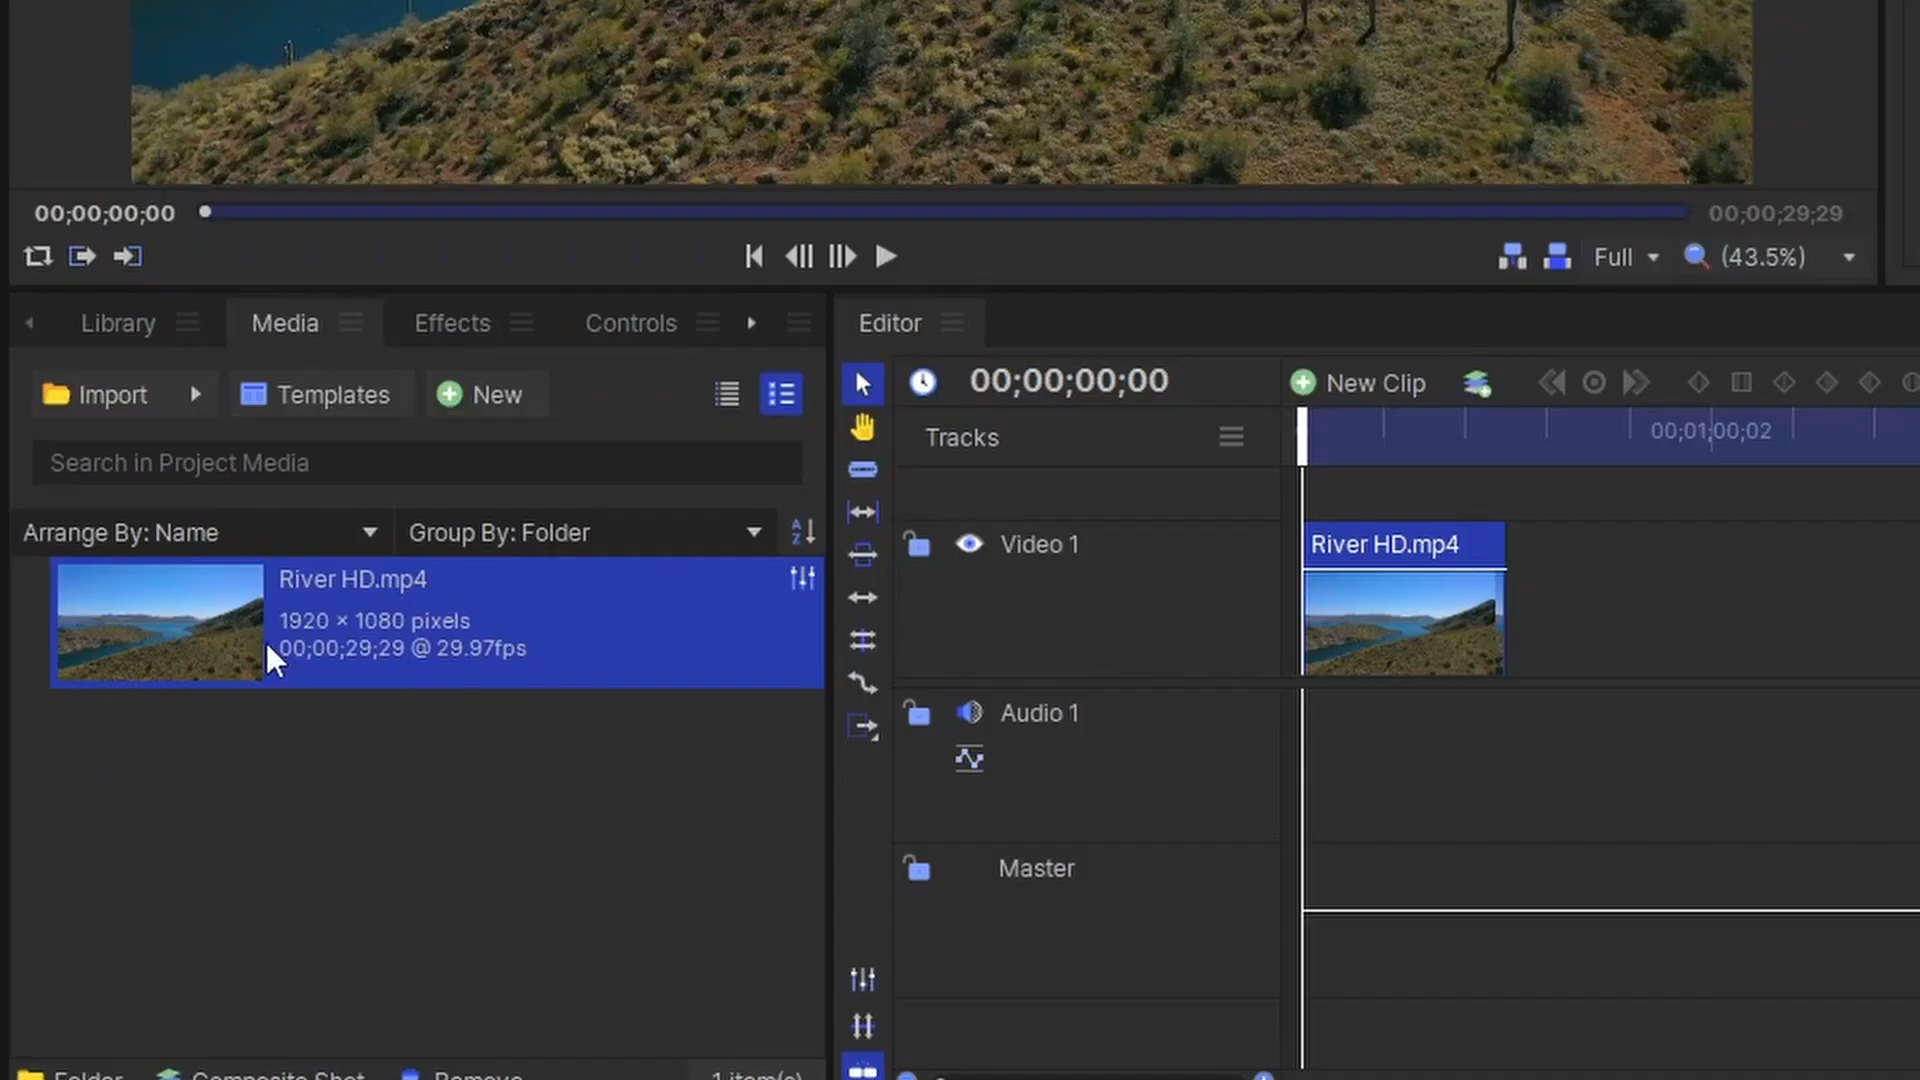 00;00;00;00
00;00;29;29
Full
(43.5%)
Library
Media
Effects
Controls
Editor
Import
Templates
New
00;00;00;00
New Clip
Search in Project Media
Tracks
00;01;00;02
Arrange By: Name
Group By: Folder
Video 1
River HD.mp4
River HD.mp4
1920 × 1080 pixels
00;00;29;29 @ 29.97fps
Audio 1
Master
Folder
Composite Shot
Remove
1 item(s)